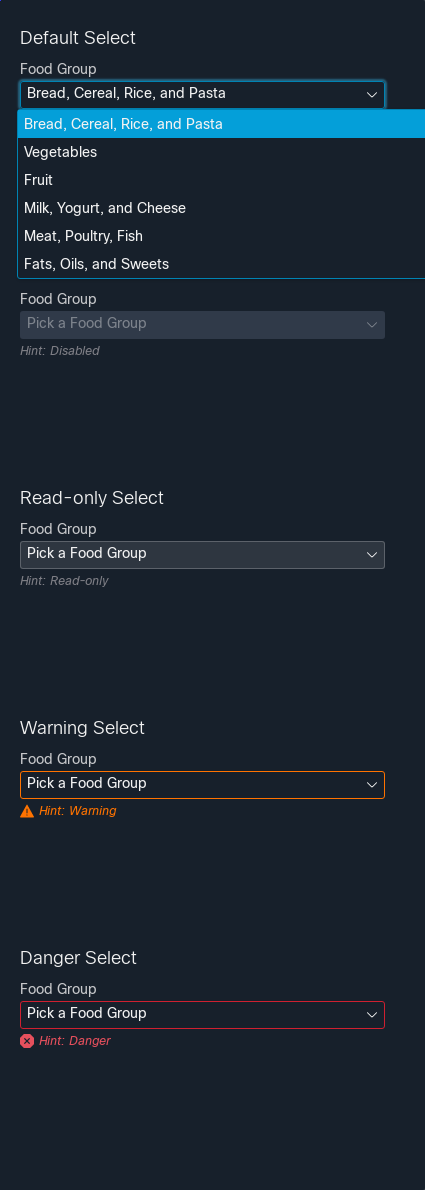 Default Select
Food Group
Bread, Cereal, Rice, and Pasta
Bread, Cereal, Rice, and Pasta
Vegetables
Fruit
Milk, Yogurt, and Cheese
Meat, Poultry, Fish
Fats, Oils, and Sweets
Food Group
Pick a Food Group
Hint: Disabled
Read-only Select
Food Group
Pick a Food Group
Hint: Read-only
Warning Select
Food Group
Pick a Food Group
Hint: Warning
Danger Select
Food Group
Pick a Food Group
Hint: Danger